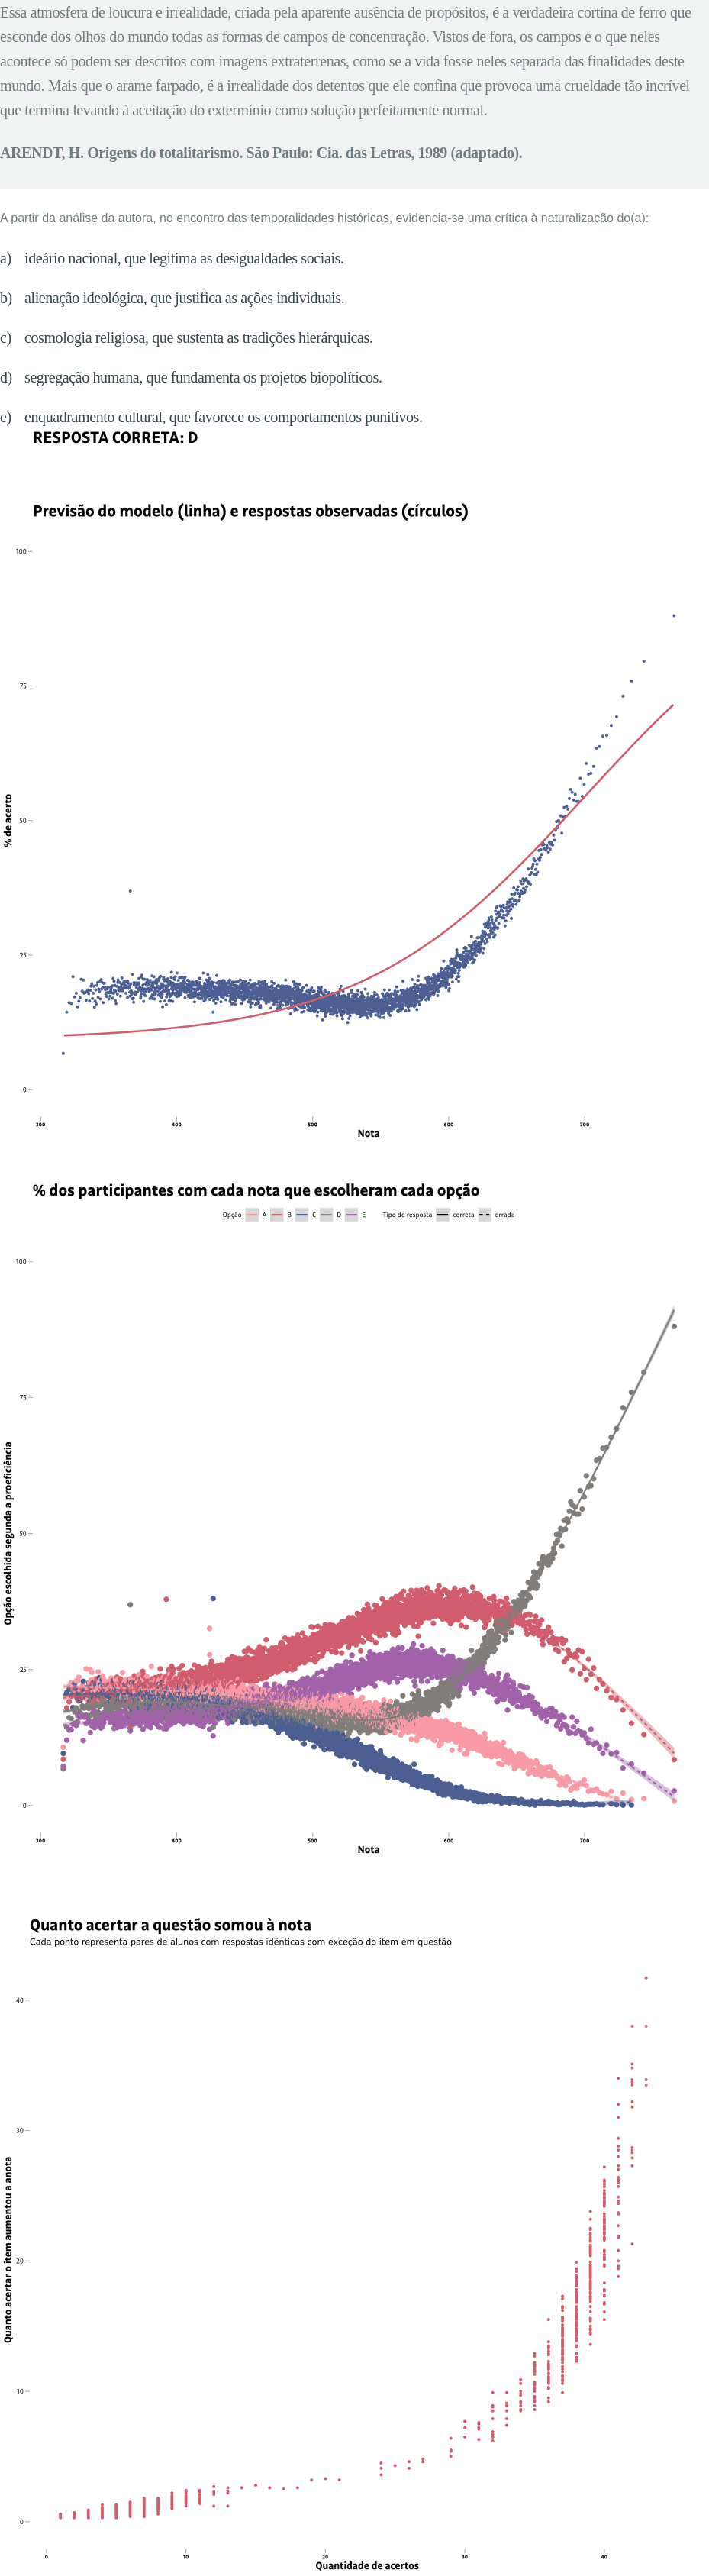 Essa atmosfera de loucura e irrealidade, criada pela aparente ausência de propósitos, é a verdadeira cortina de ferro que
esconde dos olhos do mundo todas as formas de campos de concentração. Vistos de fora, os campos e o que neles
acontece só podem ser descritos com imagens extraterrenas, como se a vida fosse neles separada das finalidades deste
mundo. Mais que o arame farpado, é a irrealidade dos detentos que ele confina que provoca uma crueldade tão incrível
que termina levando à aceitação do extermínio como solução perfeitamente normal.
ARENDT, H. Origens do totalitarismo. São Paulo: Cia. das Letras, 1989 (adaptado).
A partir da análise da autora, no encontro das temporalidades históricas, evidencia-se uma crítica à naturalização do(a):
a) ideário nacional, que legitima as desigualdades sociais.
b) alienação ideológica, que justifica as ações individuais.
c) cosmologia religiosa, que sustenta as tradições hierárquicas.
d) segregação humana, que fundamenta os projetos biopolíticos.
e) enquadramento cultural, que favorece os comportamentos punitivos.
RESPOSTA CORRETA: D
Previsão do modelo (linha) e respostas observadas (círculos)
100
75
% de acerto
50
25
0
300 400 500 600 700
Nota
% dos participantes com cada nota que escolheram cada opção
Opção A B C D E Tipo de resposta correta errada
100
75
Opção escolhida segunda a proeficiência
50
25
0
300 400 500 600 700
Nota
Quanto acertar a questão somou à nota
Cada ponto representa pares de alunos com respostas idênticas com exceção do item em questão
40
30
Quanto acertar o item aumentou a anota
20
10
0
0 10 20 30 40
Quantidade de acertos